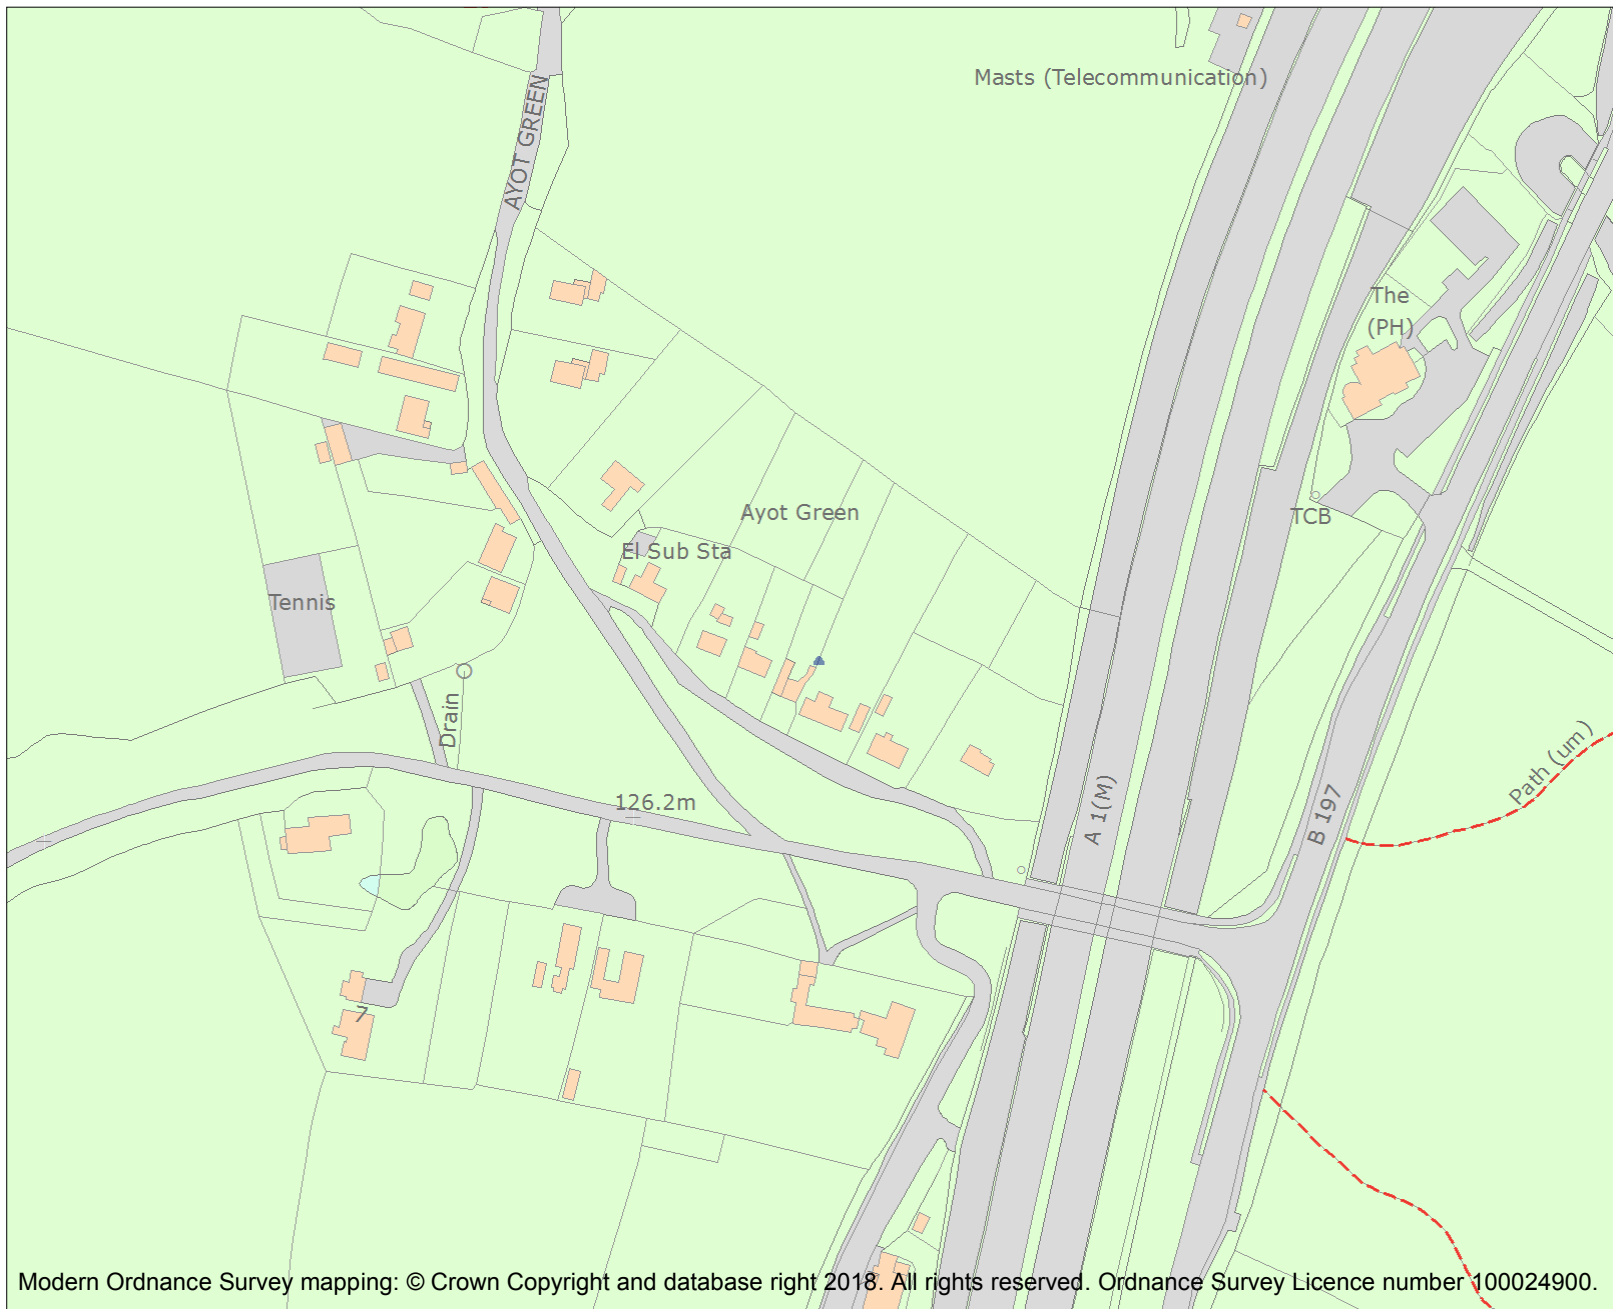 Masts (Telecommunication)
AYOT GREEN
The
(PH)
Ayot Green
TCB
El Sub Sta
Tennis
Drain
Path (um)
126.2m
A 1(M)
B 197
7
Modern Ordnance Survey mapping: © Crown Copyright and database right 2018. All rights reserved. Ordnance Survey Licence number 100024900.